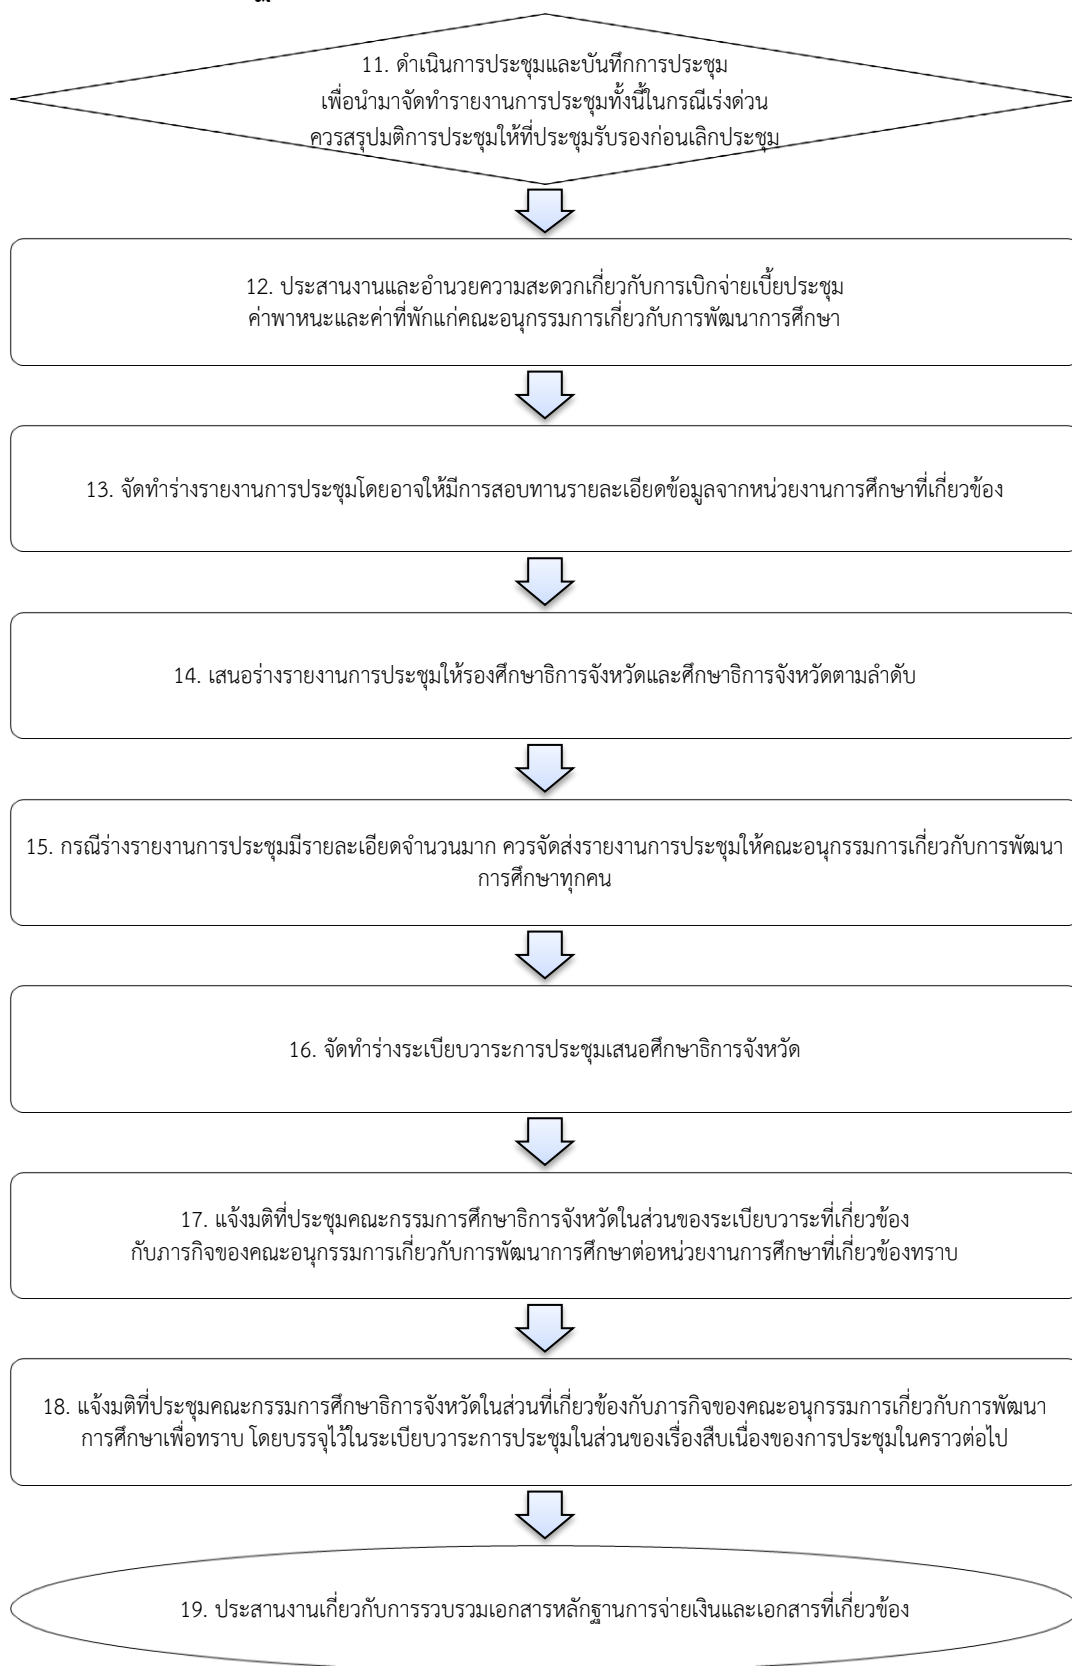 11. ดำเนินการประชุมและบันทึกการประชุม
เพื่อนำมาจัดทำรายงานการประชุมทั้งนี้ในกรณีเร่งด่วน
ควรสรุปมติการประชุมให้ที่ประชุมรับรองก่อนเลิกประชุม
12. ประสานงานและอำนวยความสะดวกเกี่ยวกับการเบิกจ่ายเบี้ยประชุม
ค่าพาหนะและค่าที่พักแก่คณะอนุกรรมการเกี่ยวกับการพัฒนาการศึกษา
13. จัดทำร่างรายงานการประชุมโดยอาจให้มีการสอบทานรายละเอียดข้อมูลจากหน่วยงานการศึกษาที่เกี่ยวข้อง
14. เสนอร่างรายงานการประชุมให้รองศึกษาธิการจังหวัดและศึกษาธิการจังหวัดตามลำดับ
15. กรณีร่างรายงานการประชุมมีรายละเอียดจำนวนมาก ควรจัดส่งรายงานการประชุมให้คณะอนุกรรมการเกี่ยวกับการพัฒนา
การศึกษาทุกคน
16. จัดทำร่างระเบียบวาระการประชุมเสนอศึกษาธิการจังหวัด
17. แจ้งมติที่ประชุมคณะกรรมการศึกษาธิการจังหวัดในส่วนของระเบียบวาระที่เกี่ยวข้อง
กับภารกิจของคณะอนุกรรมการเกี่ยวกับการพัฒนาการศึกษาต่อหน่วยงานการศึกษาที่เกี่ยวข้องทราบ
18. แจ้งมติที่ประชุมคณะกรรมการศึกษาธิการจังหวัดในส่วนที่เกี่ยวข้องกับภารกิจของคณะอนุกรรมการเกี่ยวกับการพัฒนา
การศึกษาเพื่อทราบ โดยบรรจุไว้ในระเบียบวาระการประชุมในส่วนของเรื่องสืบเนื่องของการประชุมในคราวต่อไป
19. ประสานงานเกี่ยวกับการรวบรวมเอกสารหลักฐานการจ่ายเงินและเอกสารที่เกี่ยวข้อง